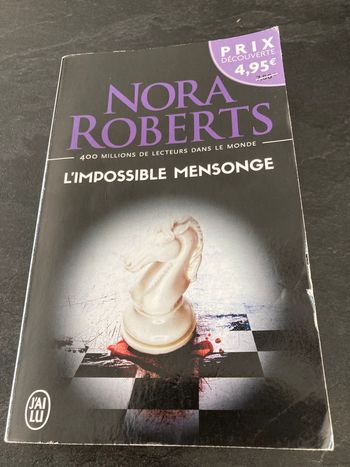 PRIX
DÉCOUVERTE
4,95€
NORA
ROBERTS
400 MILLIONS DE LECTEURS DANS LE MONDE
L'IMPOSSIBLE MENSONGE
J'AI
LU